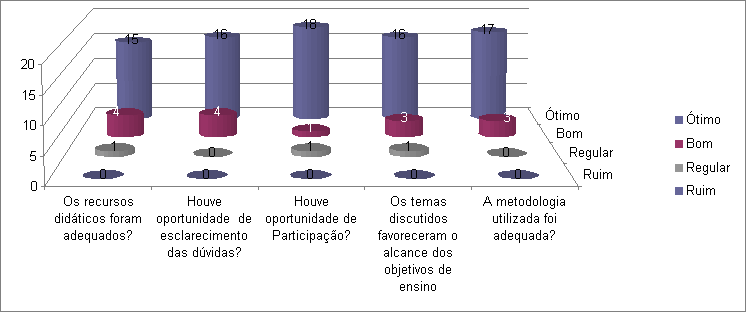 20
15
10
5
0
15
16
18
16
17
4
4
1
3
3
1
0
1
1
0
0
0
0
0
0
Ótimo
Bom
Regular
Ruim
Os recursos
didáticos foram
adequados?
Houve
oportunidade de
esclarecimento
das dúvidas?
Houve
oportunidade de
Participação?
Os temas
discutidos
favoreceram o
alcance dos
objetivos de
ensino
A metodologia
utilizada foi
adequada?
Ótimo
Bom
Regular
Ruim